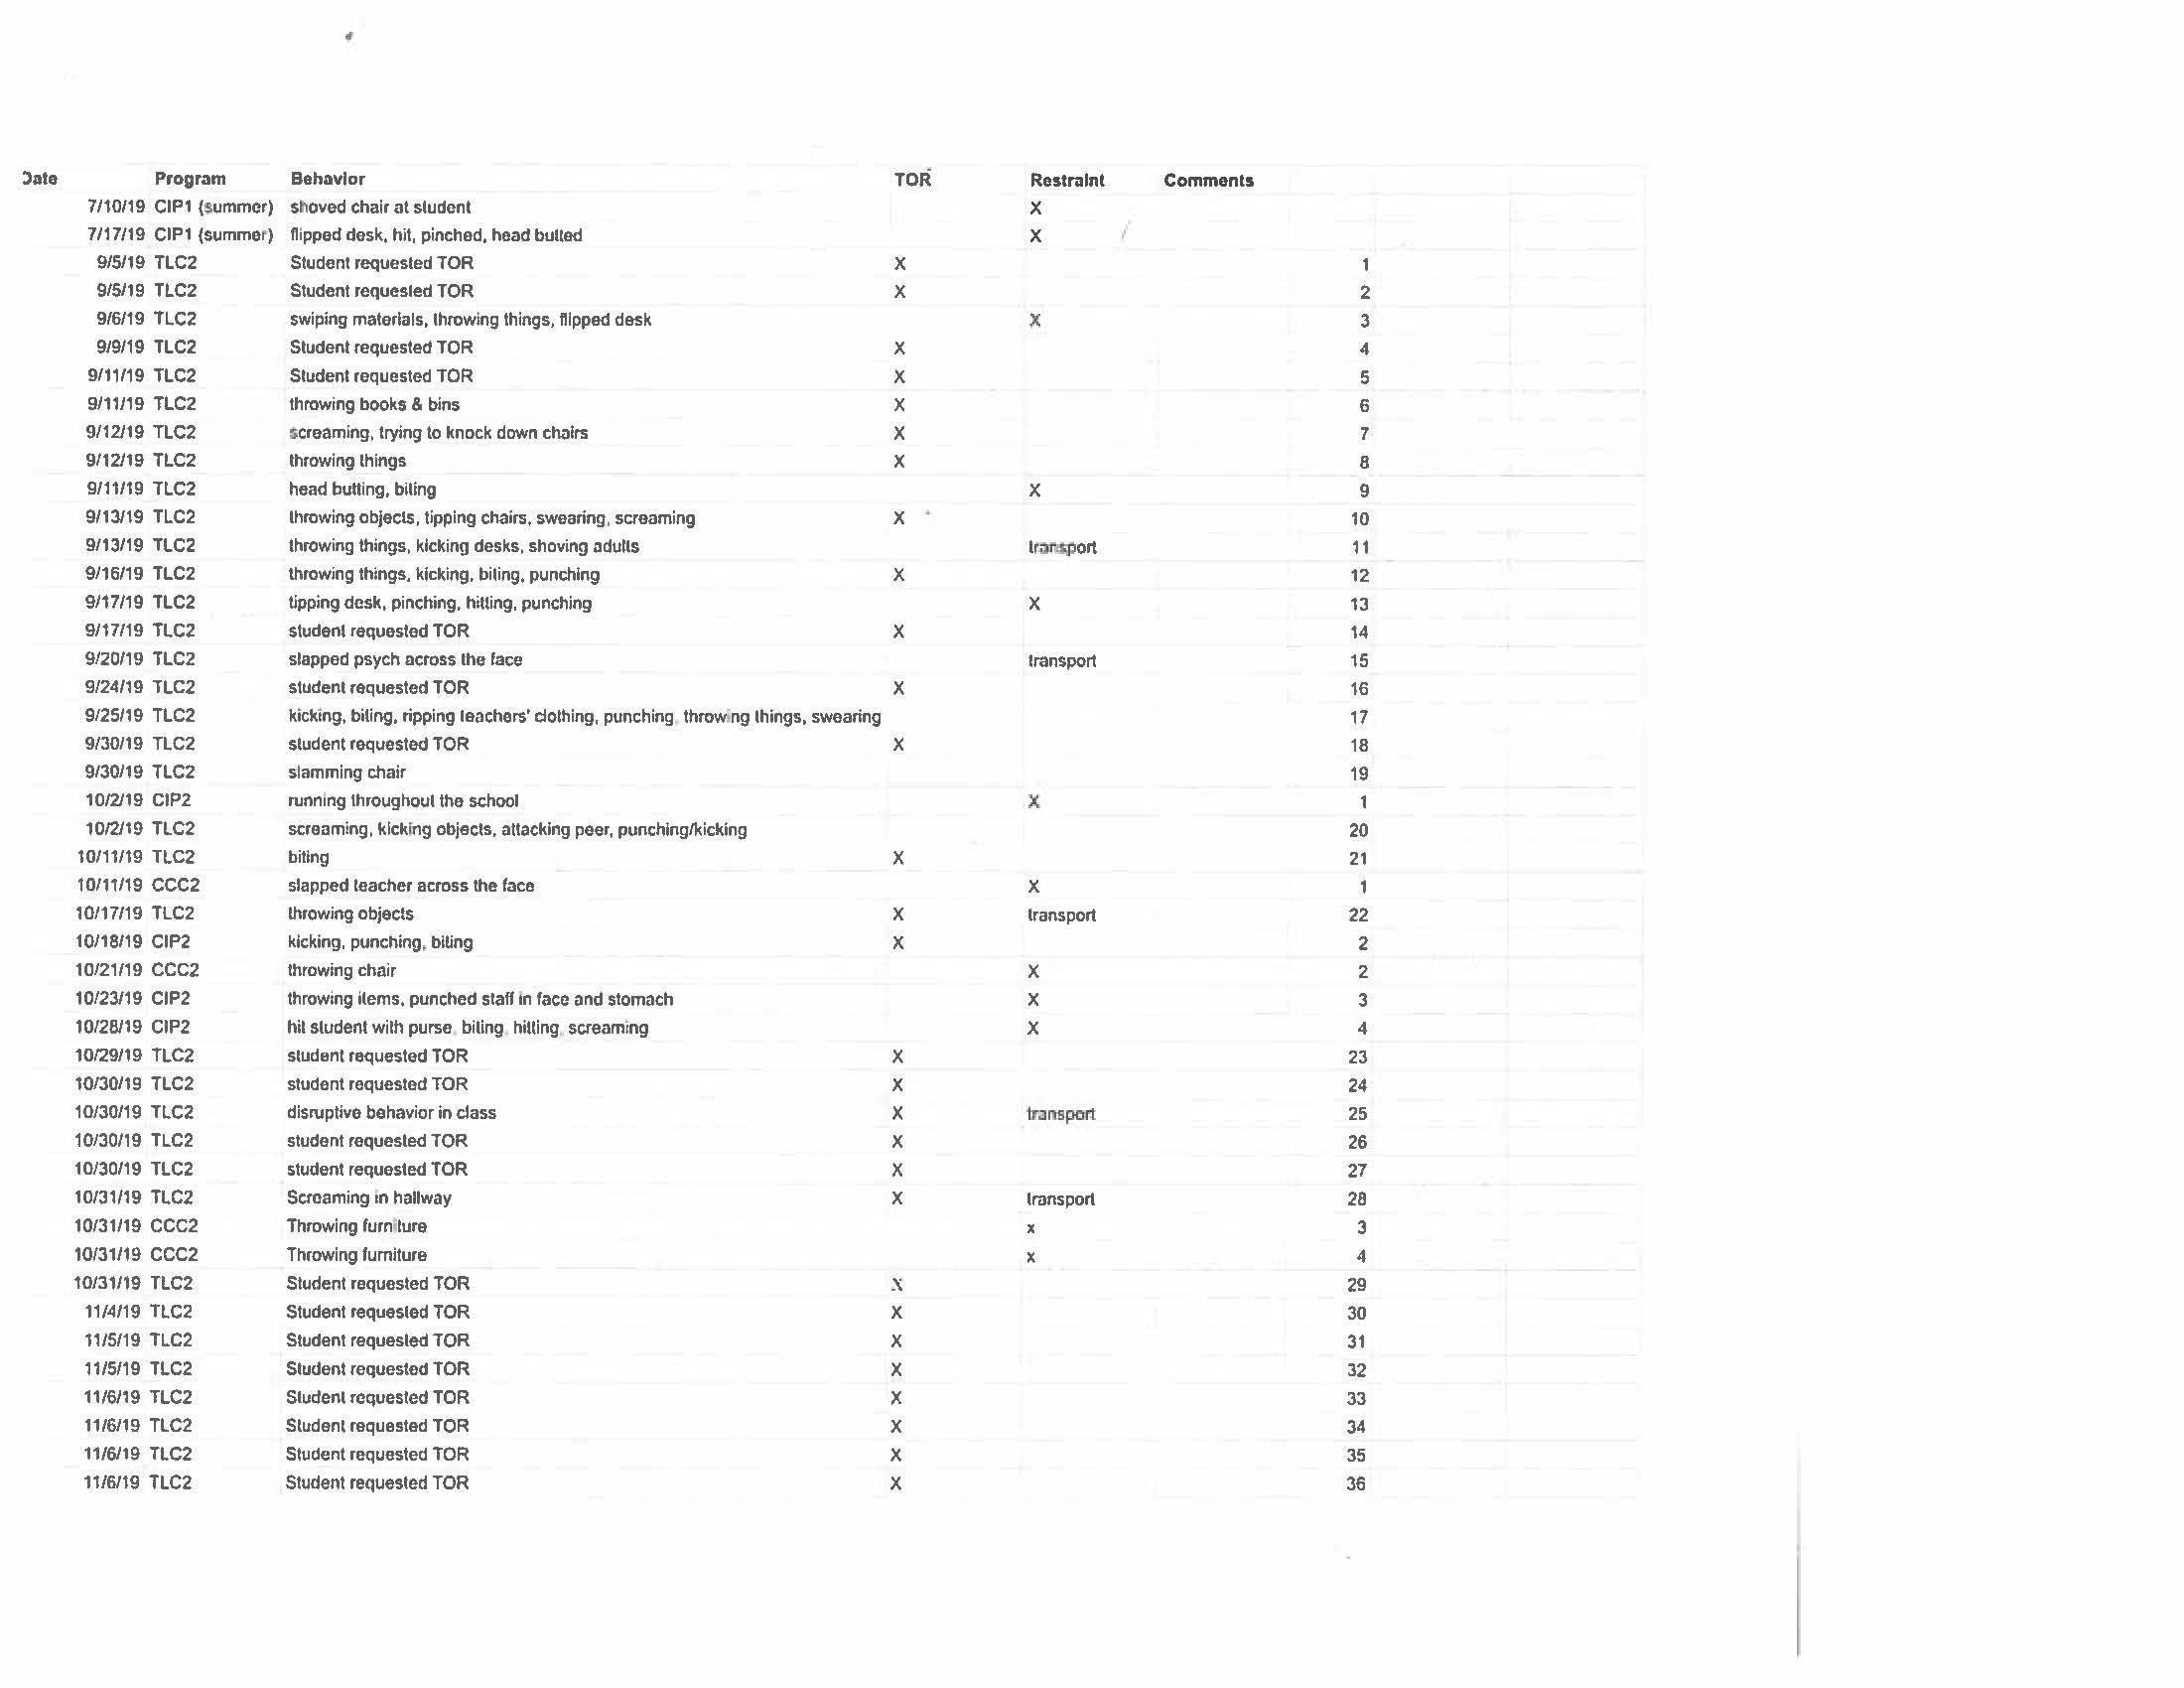 Date Program Behavior TOR Restraint Comments
7/10/19 CIP1 (summer) shoved chair at student X
7/17/19 CIP1 (summer) flipped desk, hit, pinched, head butted X
9/5/19 TLC2 Student requested TOR X 1
9/5/19 TLC2 Student requested TOR X 2
9/6/19 TLC2 swiping materials, throwing things, flipped desk X 3
9/9/19 TLC2 Student requested TOR X 4
9/11/19 TLC2 Student requested TOR X 5
9/11/19 TLC2 throwing books & bins X 6
9/12/19 TLC2 screaming, trying to knock down chairs X 7
9/12/19 TLC2 throwing things X 8
9/11/19 TLC2 head butting, biting X 9
9/13/19 TLC2 throwing objects, tipping chairs, swearing, screaming X 10
9/13/19 TLC2 throwing things, kicking desks, shoving adults transport 11
9/16/19 TLC2 throwing things, kicking, biting, punching X 12
9/17/19 TLC2 tipping desk, pinching, hitting, punching X 13
9/17/19 TLC2 student requested TOR X 14
9/20/19 TLC2 slapped psych across the face transport 15
9/24/19 TLC2 student requested TOR X 16
9/25/19 TLC2 kicking, biting, ripping teachers' clothing, punching, throwing things, swearing 17
9/30/19 TLC2 student requested TOR X 18
9/30/19 TLC2 slamming chair 19
10/2/19 CIP2 running throughout the school X 1
10/2/19 TLC2 screaming, kicking objects, attacking peer, punching/kicking 20
10/11/19 TLC2 biting X 21
10/11/19 CCC2 slapped teacher across the face X 1
10/17/19 TLC2 throwing objects X transport 22
10/18/19 CIP2 kicking, punching, biting X 2
10/21/19 CCC2 throwing chair X 2
10/23/19 CIP2 throwing items, punched staff in face and stomach X 3
10/28/19 CIP2 hit student with purse, biting, hitting, screaming X 4
10/29/19 TLC2 student requested TOR X 23
10/30/19 TLC2 student requested TOR X 24
10/30/19 TLC2 disruptive behavior in class X transport 25
10/30/19 TLC2 student requested TOR X 26
10/30/19 TLC2 student requested TOR X 27
10/31/19 TLC2 Screaming in hallway X transport 28
10/31/19 CCC2 Throwing furniture x 3
10/31/19 CCC2 Throwing furniture x 4
10/31/19 TLC2 Student requested TOR X 29
11/4/19 TLC2 Student requested TOR X 30
11/5/19 TLC2 Student requested TOR X 31
11/5/19 TLC2 Student requested TOR X 32
11/6/19 TLC2 Student requested TOR X 33
11/6/19 TLC2 Student requested TOR X 34
11/6/19 TLC2 Student requested TOR X 35
11/6/19 TLC2 Student requested TOR X 36